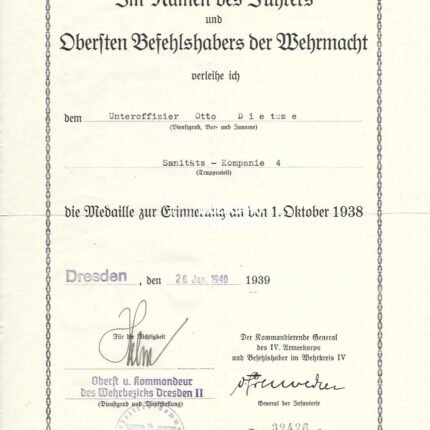 Im Namen des Führers
und
Obersten Befehlshabers der Wehrmacht
verleihe ich
dem Unteroffizier Otto Dietze
(Dienstgrad, Vor- und Zuname)
Sanitäts - Kompanie 4
(Truppenteil)
die Medaille zur Erinnerung an den 1. Oktober 1938
Dresden, den 26 Jan. 1940 1939
Für die Richtigkeit
Der Kommandierende General
des IV. Armeekorps
und Befehlshaber im Wehrkreis IV
Oberst u. Kommandeur
des Wehrbezirks Dresden II
(Dienstgrad und Dienststellung)
General der Infanterie
32426